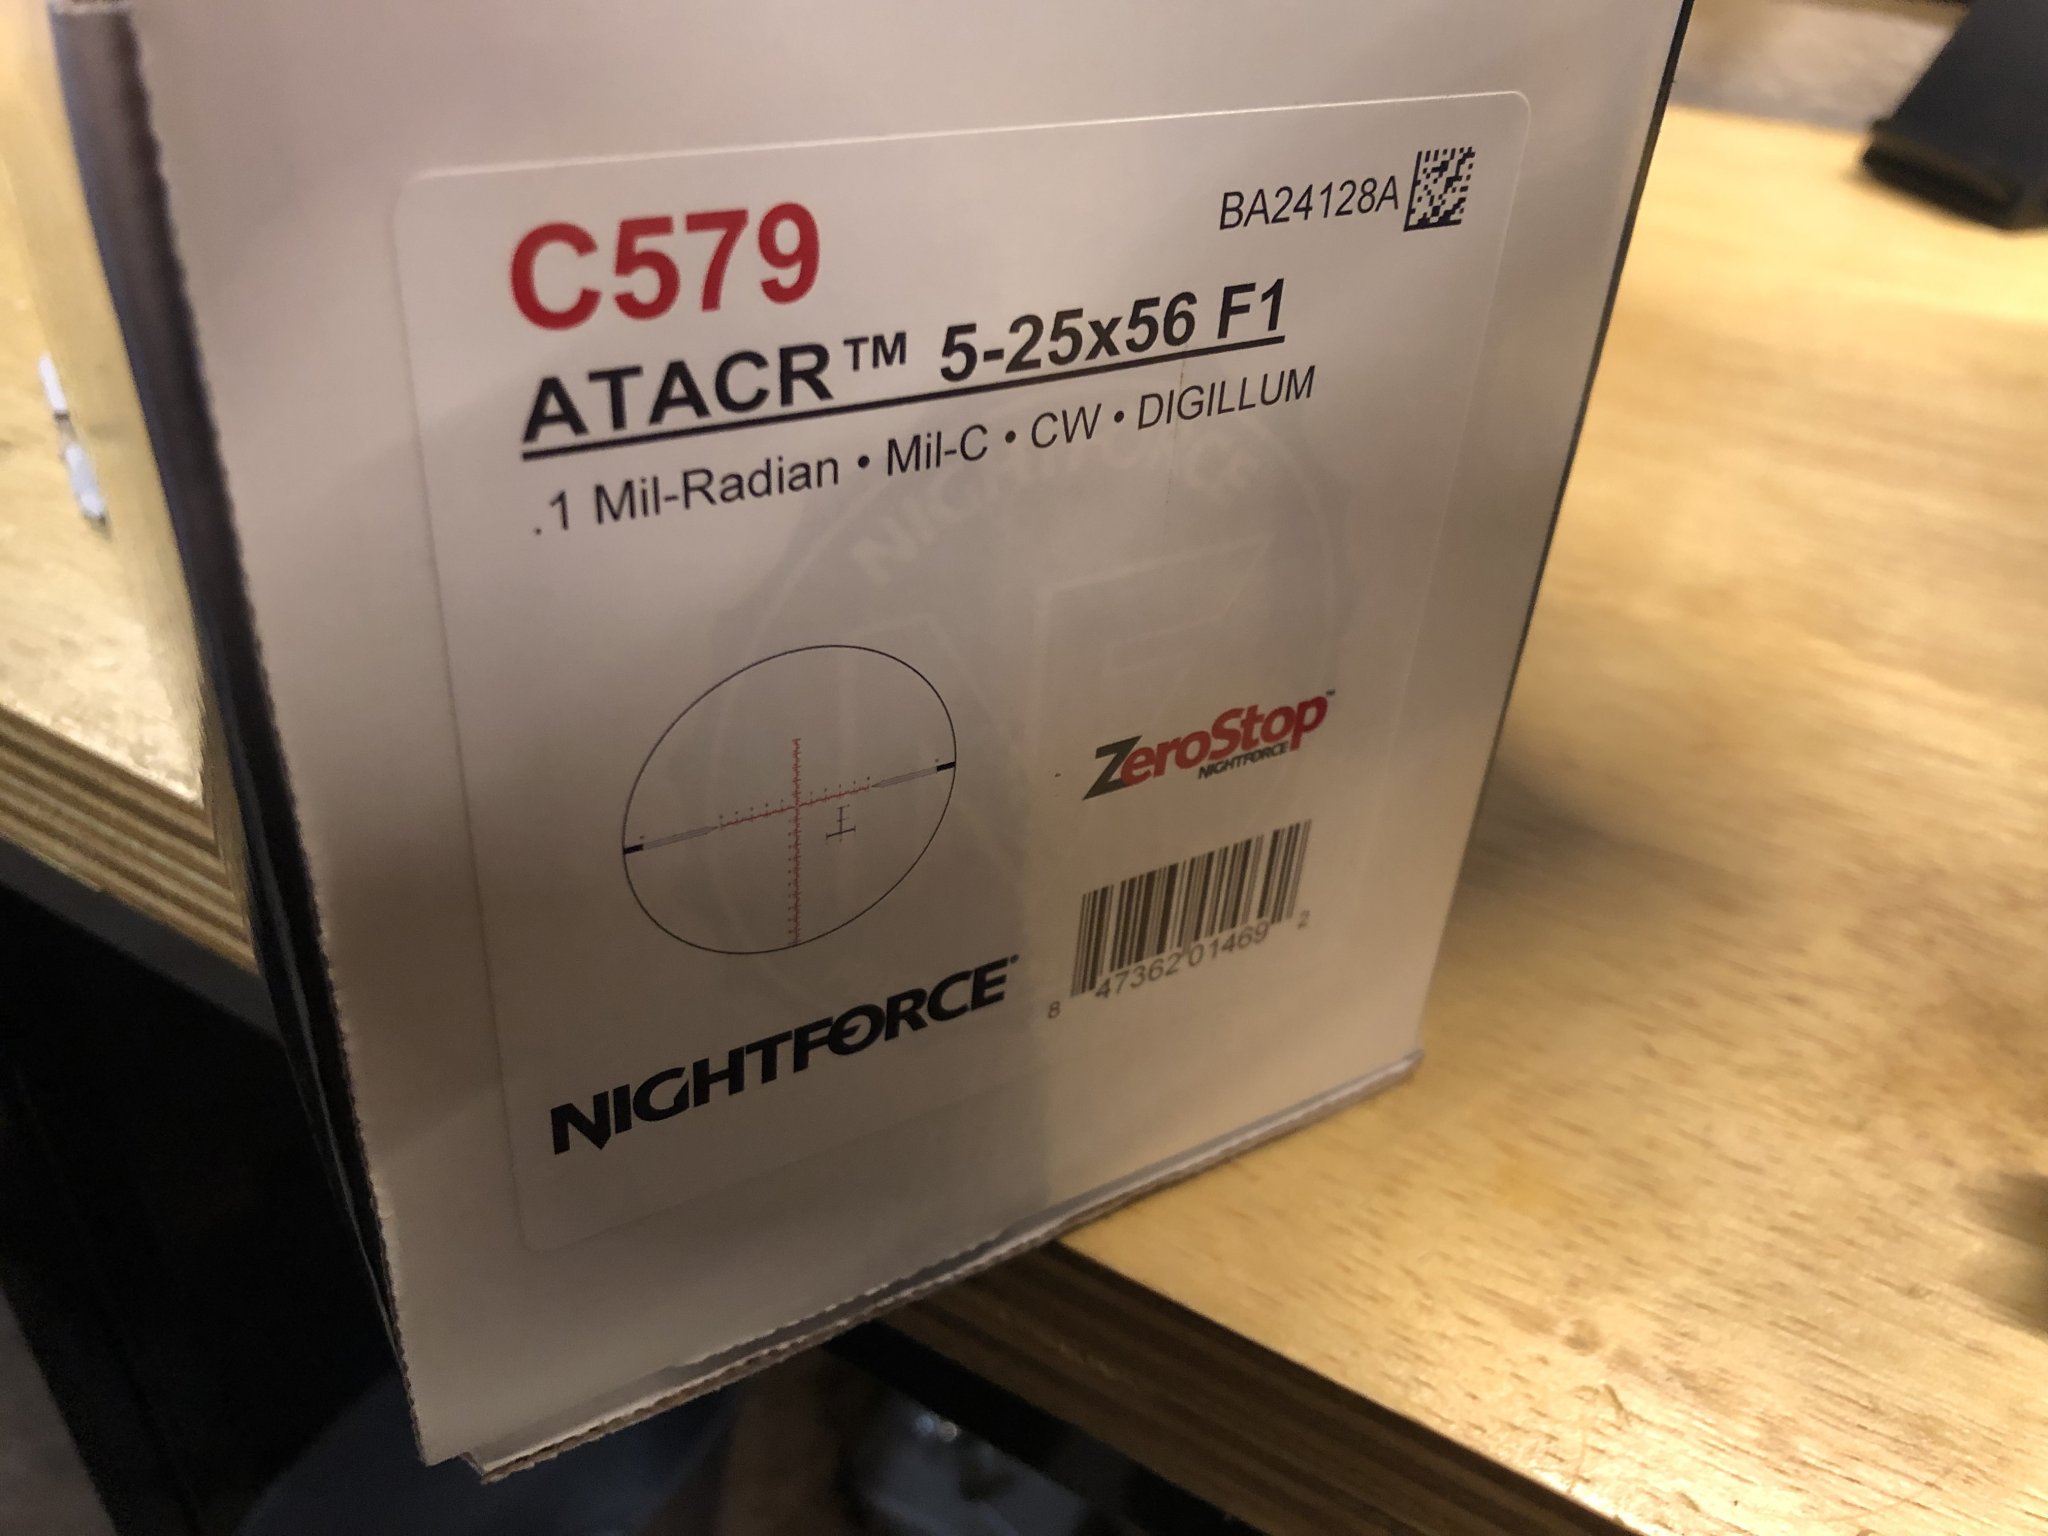 C579
BA24128A
ATACR™ 5-25x56 F1
.1 Mil-Radian • Mil-C • CW • DIGILLUM
NIGHTFORCE
ZeroStop™
NIGHTFORCE
8 47362 01469 2
NIGHTFORCE®